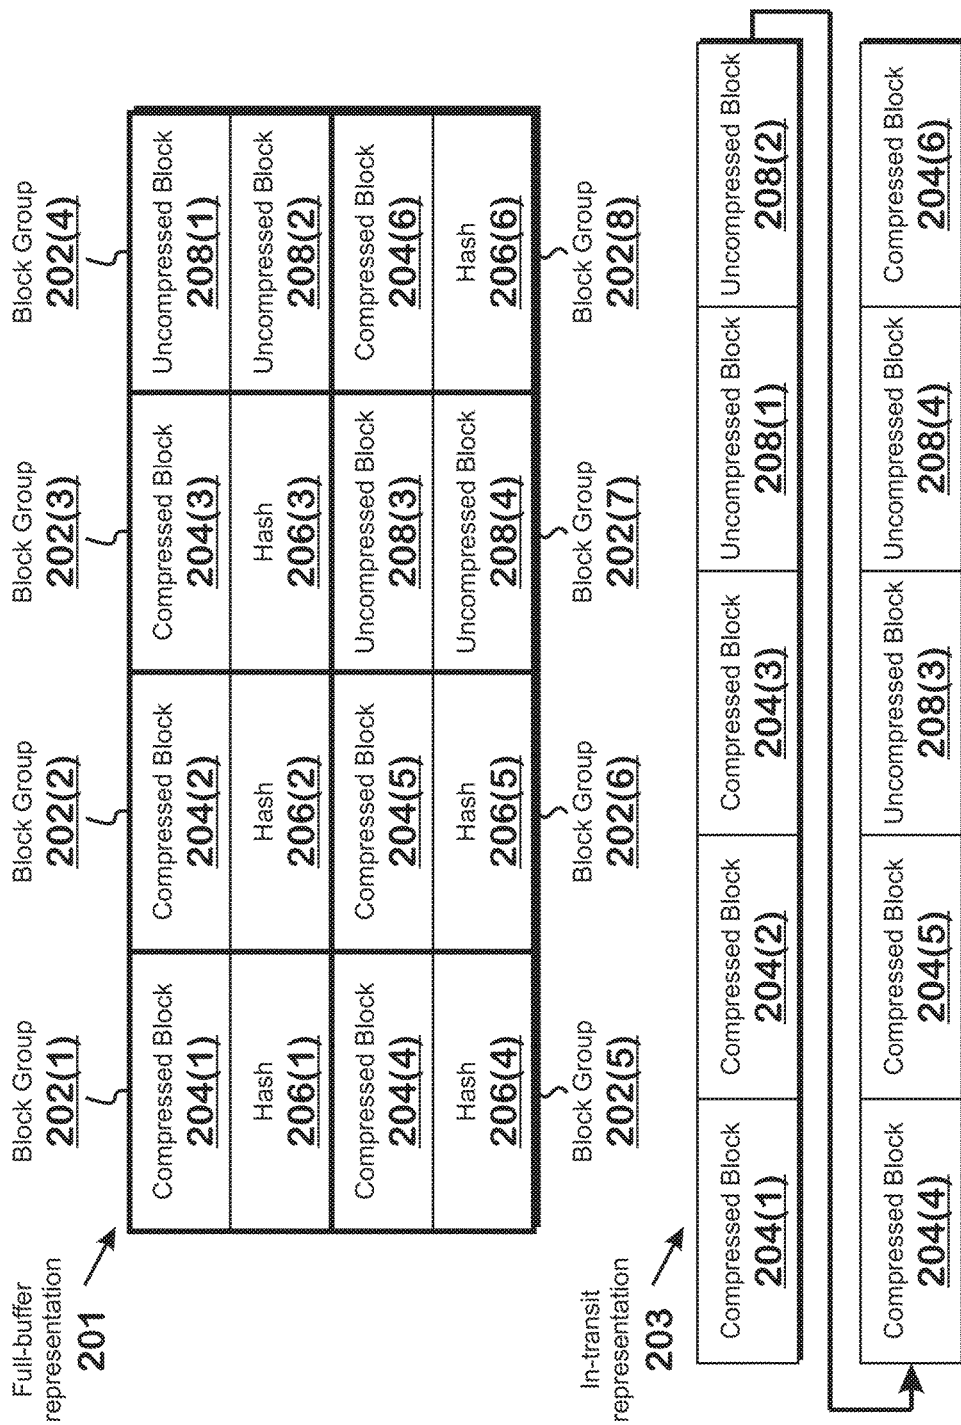 Full-buffer
representation
201
Block Group
202(1)
Block Group
202(2)
Block Group
202(3)
Block Group
202(4)
Compressed Block
204(1)
Compressed Block
204(2)
Compressed Block
204(3)
Uncompressed Block
208(1)
Hash
206(1)
Hash
206(2)
Hash
206(3)
Uncompressed Block
208(2)
Compressed Block
204(4)
Compressed Block
204(5)
Uncompressed Block
208(3)
Compressed Block
204(6)
Hash
206(4)
Hash
206(5)
Uncompressed Block
208(4)
Hash
206(6)
Block Group
202(5)
Block Group
202(6)
Block Group
202(7)
Block Group
202(8)
In-transit
representation
203
Compressed Block
204(1)
Compressed Block
204(2)
Compressed Block
204(3)
Uncompressed Block
208(1)
Uncompressed Block
208(2)
Compressed Block
204(4)
Compressed Block
204(5)
Uncompressed Block
208(3)
Uncompressed Block
208(4)
Compressed Block
204(6)